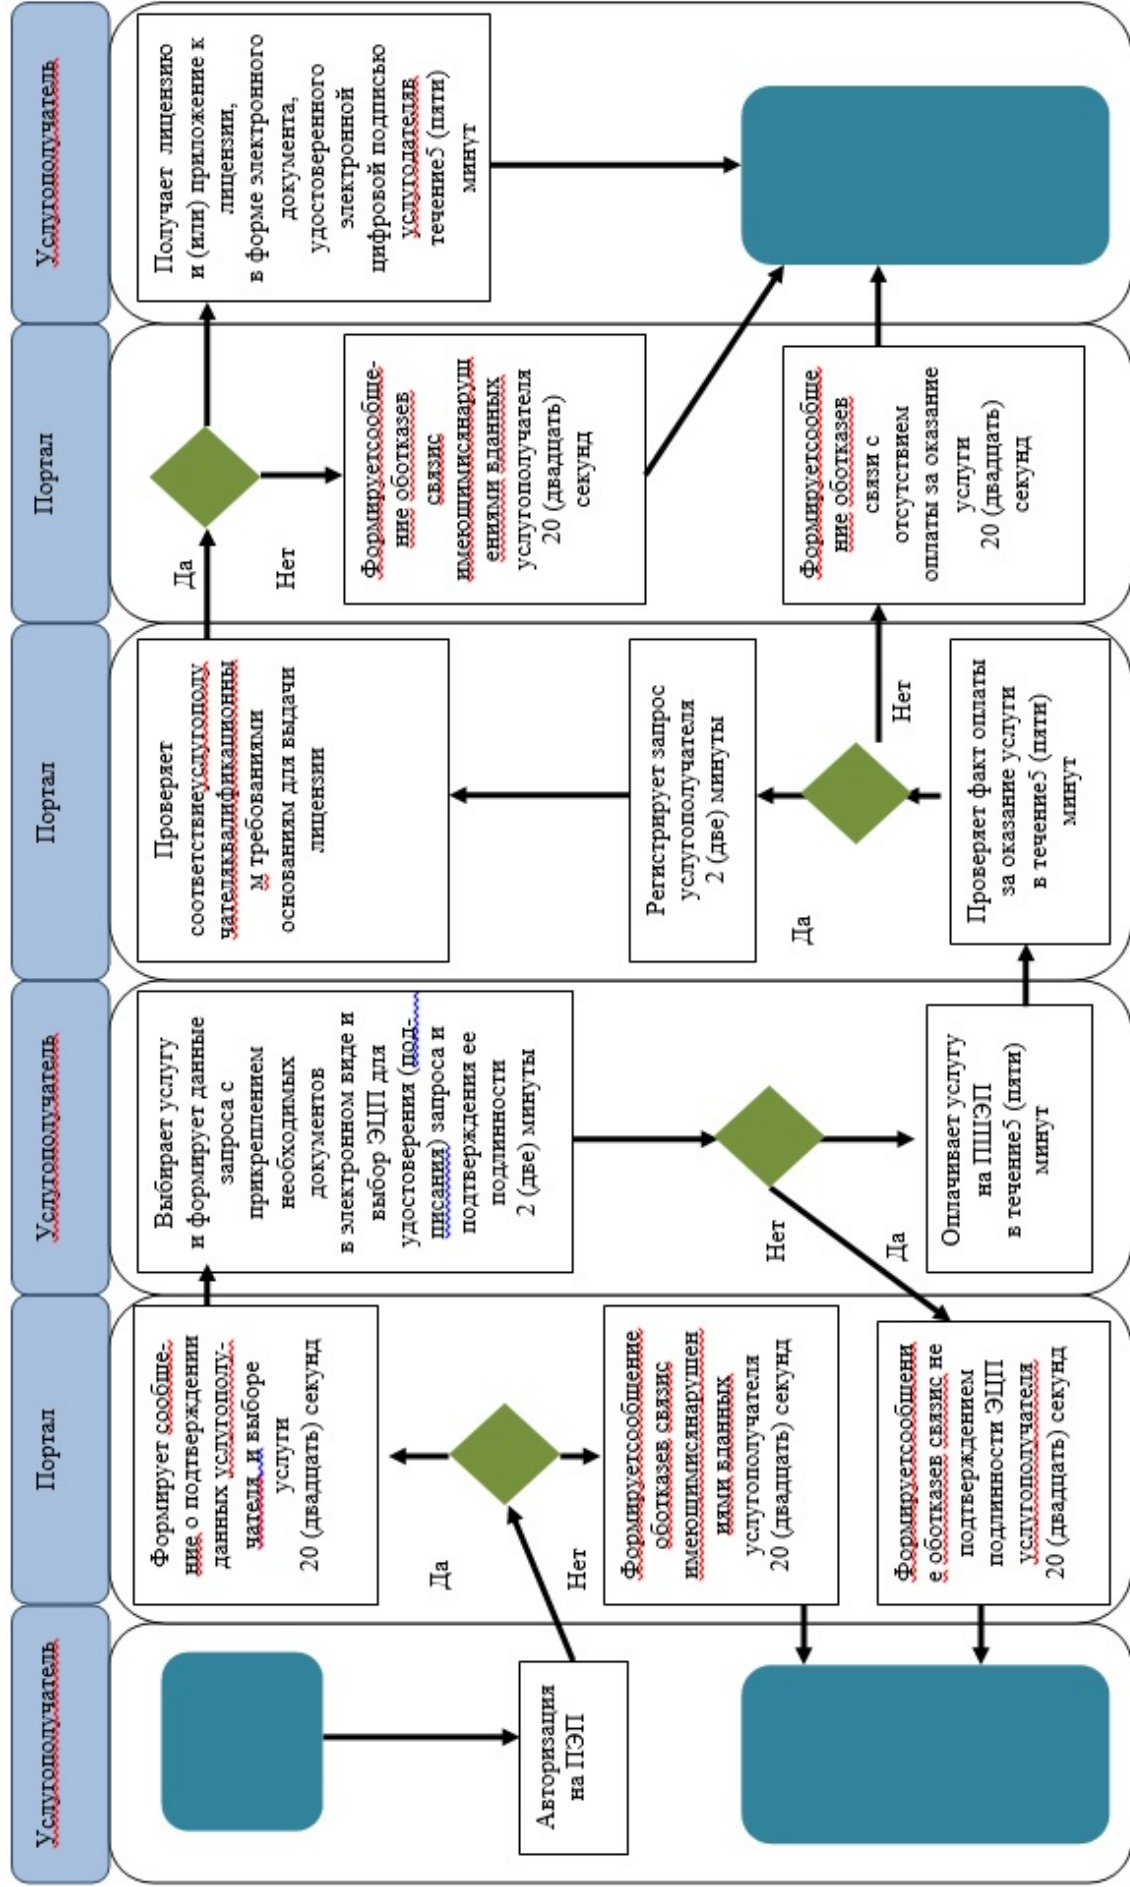 Услугополучатель
Портал
Услугополучатель
Портал
Портал
Услугополучатель
Авторизация
на ПЭП
Формирует сообще-
ние о подтверждении
данных услугополу-
чателя и выборе
услуги
20 (двадцать) секунд
Да
Нет
Формируетсообщение
оботказев связис
имеющимисянарушен
иями вданных
услугополучателя
20 (двадцать) секунд
Формируетсообщени
е оботказев связис не
подтверждением
подлинности ЭЦП
услугополучателя
20 (двадцать) секунд
Выбирает услугу
и формирует данные
запроса с
прикреплением
необходимых
документов
в электронном виде и
выбор ЭЦП для
удостоверения (под-
писания) запроса и
подтверждения ее
подлинности
2 (две) минуты
Нет
Да
Оплачивает услугу
на ПШЭП
в течение5 (пяти)
минут
Проверяет
соответствиеуслугополу
чателяквалификационны
м требованиями
основаниям для выдачи
лицензии
Регистрирует запрос
услугополучателя
2 (две) минуты
Да
Нет
Проверяет факт оплаты
за оказание услуги
в течение5 (пяти)
минут
Да
Нет
Формируетсообще-
ние оботказев
связис
имеющимисянаруш
ениями вданных
услугополучателя
20 (двадцать)
секунд
Формируетсообще-
ние оботказев
связи с
отсутствием
оплаты за оказание
услуги
20 (двадцать)
секунд
Получает лицензию
и (или) приложение к
лицензии,
в форме электронного
документа,
удостоверенного
электронной
цифровой подписью
услугодателяв
течение5 (пяти)
минут